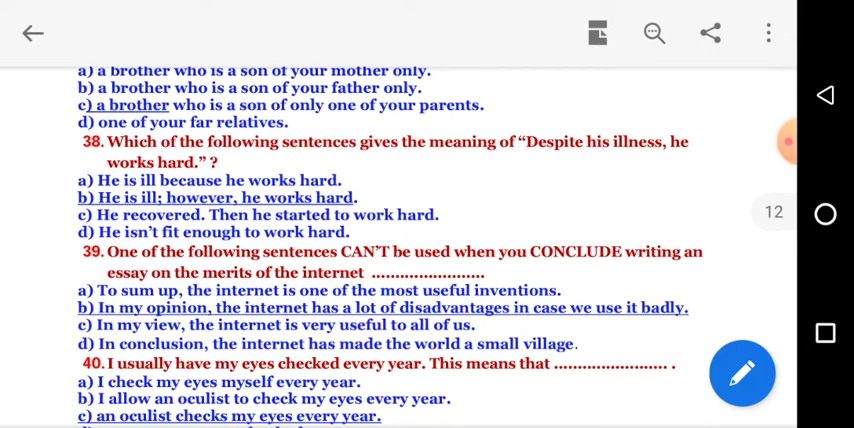 a) a brother who is a son of your mother only.
b) a brother who is a son of your father only.
c) a brother who is a son of only one of your parents.
d) one of your far relatives.
38. Which of the following sentences gives the meaning of “Despite his illness, he
works hard.” ?
a) He is ill because he works hard.
b) He is ill; however, he works hard.
c) He recovered. Then he started to work hard.
d) He isn’t fit enough to work hard.
12
39. One of the following sentences CAN’T be used when you CONCLUDE writing an
essay on the merits of the internet ........................
a) To sum up, the internet is one of the most useful inventions.
b) In my opinion, the internet has a lot of disadvantages in case we use it badly.
c) In my view, the internet is very useful to all of us.
d) In conclusion, the internet has made the world a small village.
40. I usually have my eyes checked every year. This means that ........................ .
a) I check my eyes myself every year.
b) I allow an oculist to check my eyes every year.
c) an oculist checks my eyes every year.